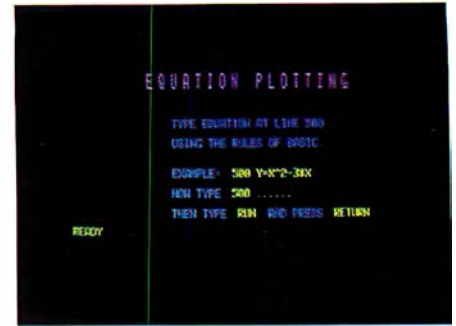 EQUATION PLOTTING
TYPE EQUATION AT LINE 500
USING THE RULES OF BASIC.
EXAMPLE: 500 Y=X^2-3*X
NOW TYPE 500 ......
THEN TYPE RUN AND PRESS RETURN
READY